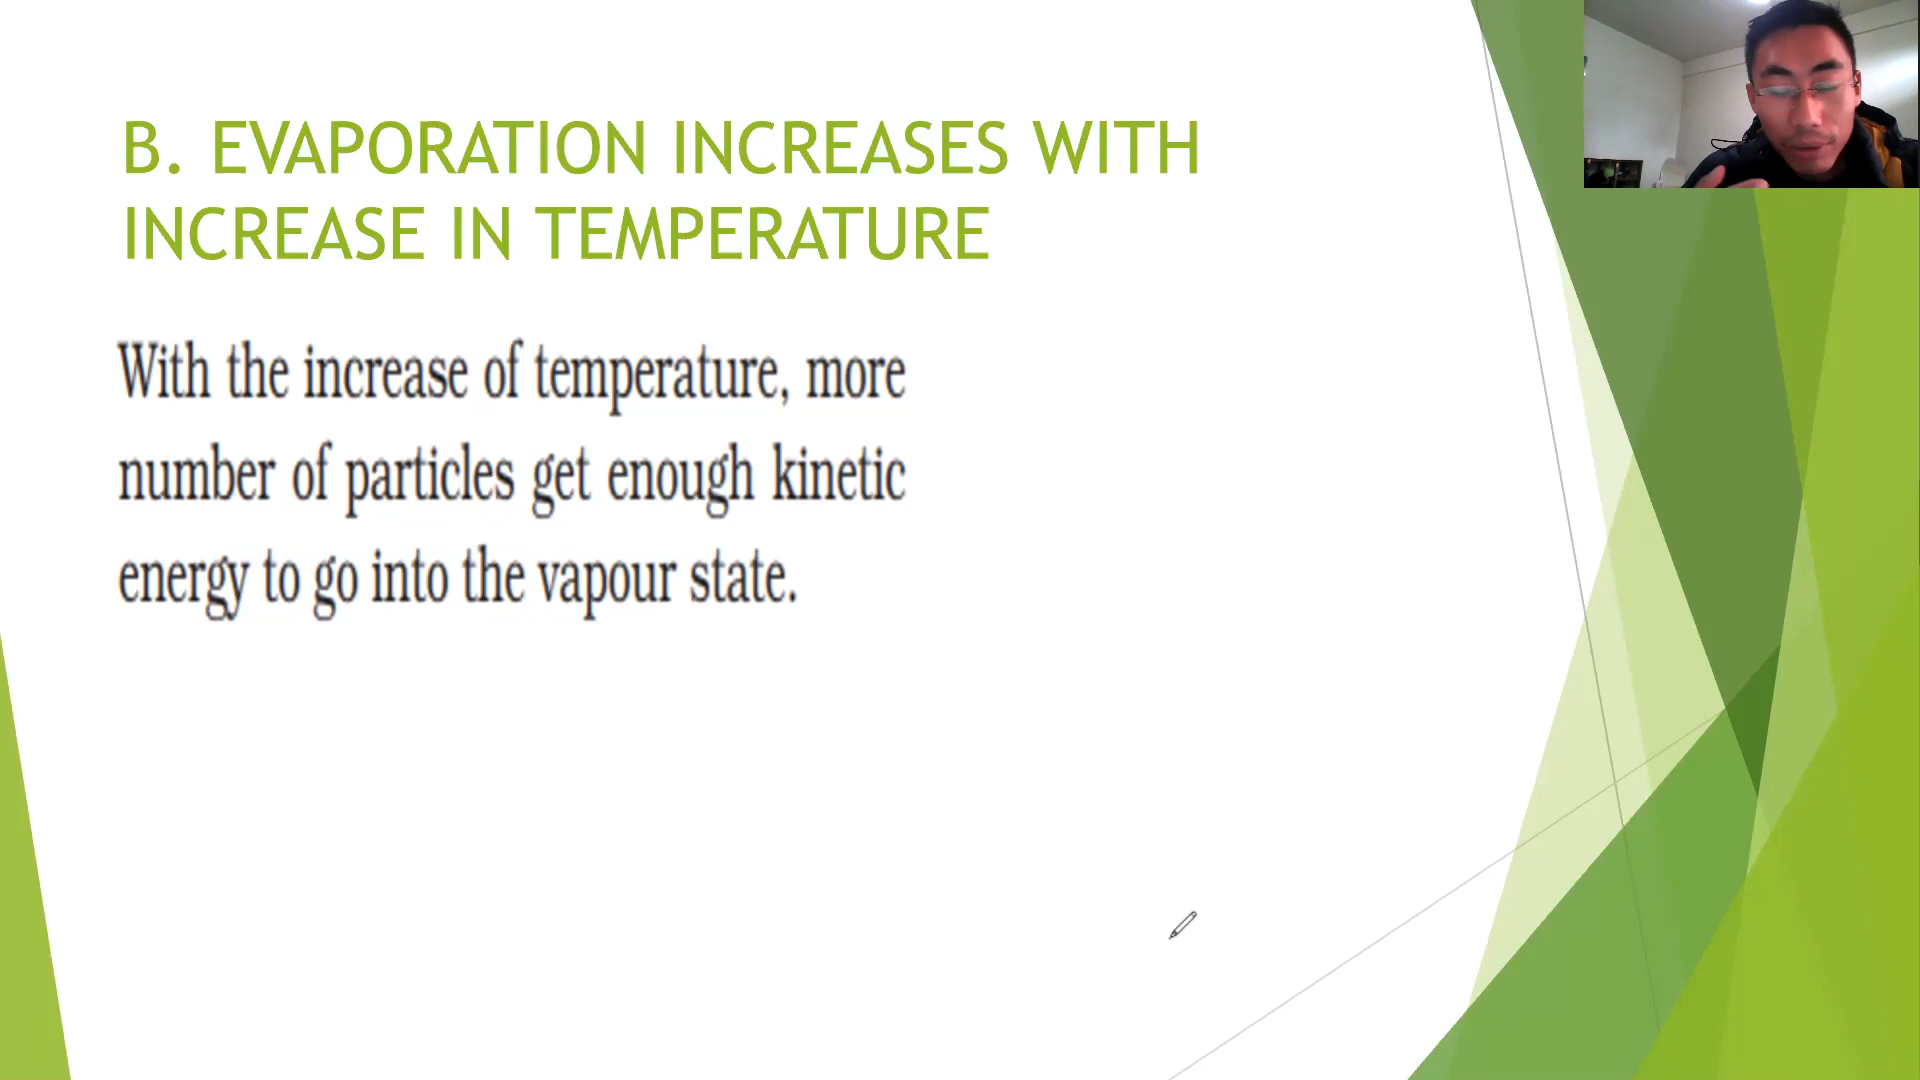 B. EVAPORATION INCREASES WITH
INCREASE IN TEMPERATURE
With the increase of temperature, more
number of particles get enough kinetic
energy to go into the vapour state.